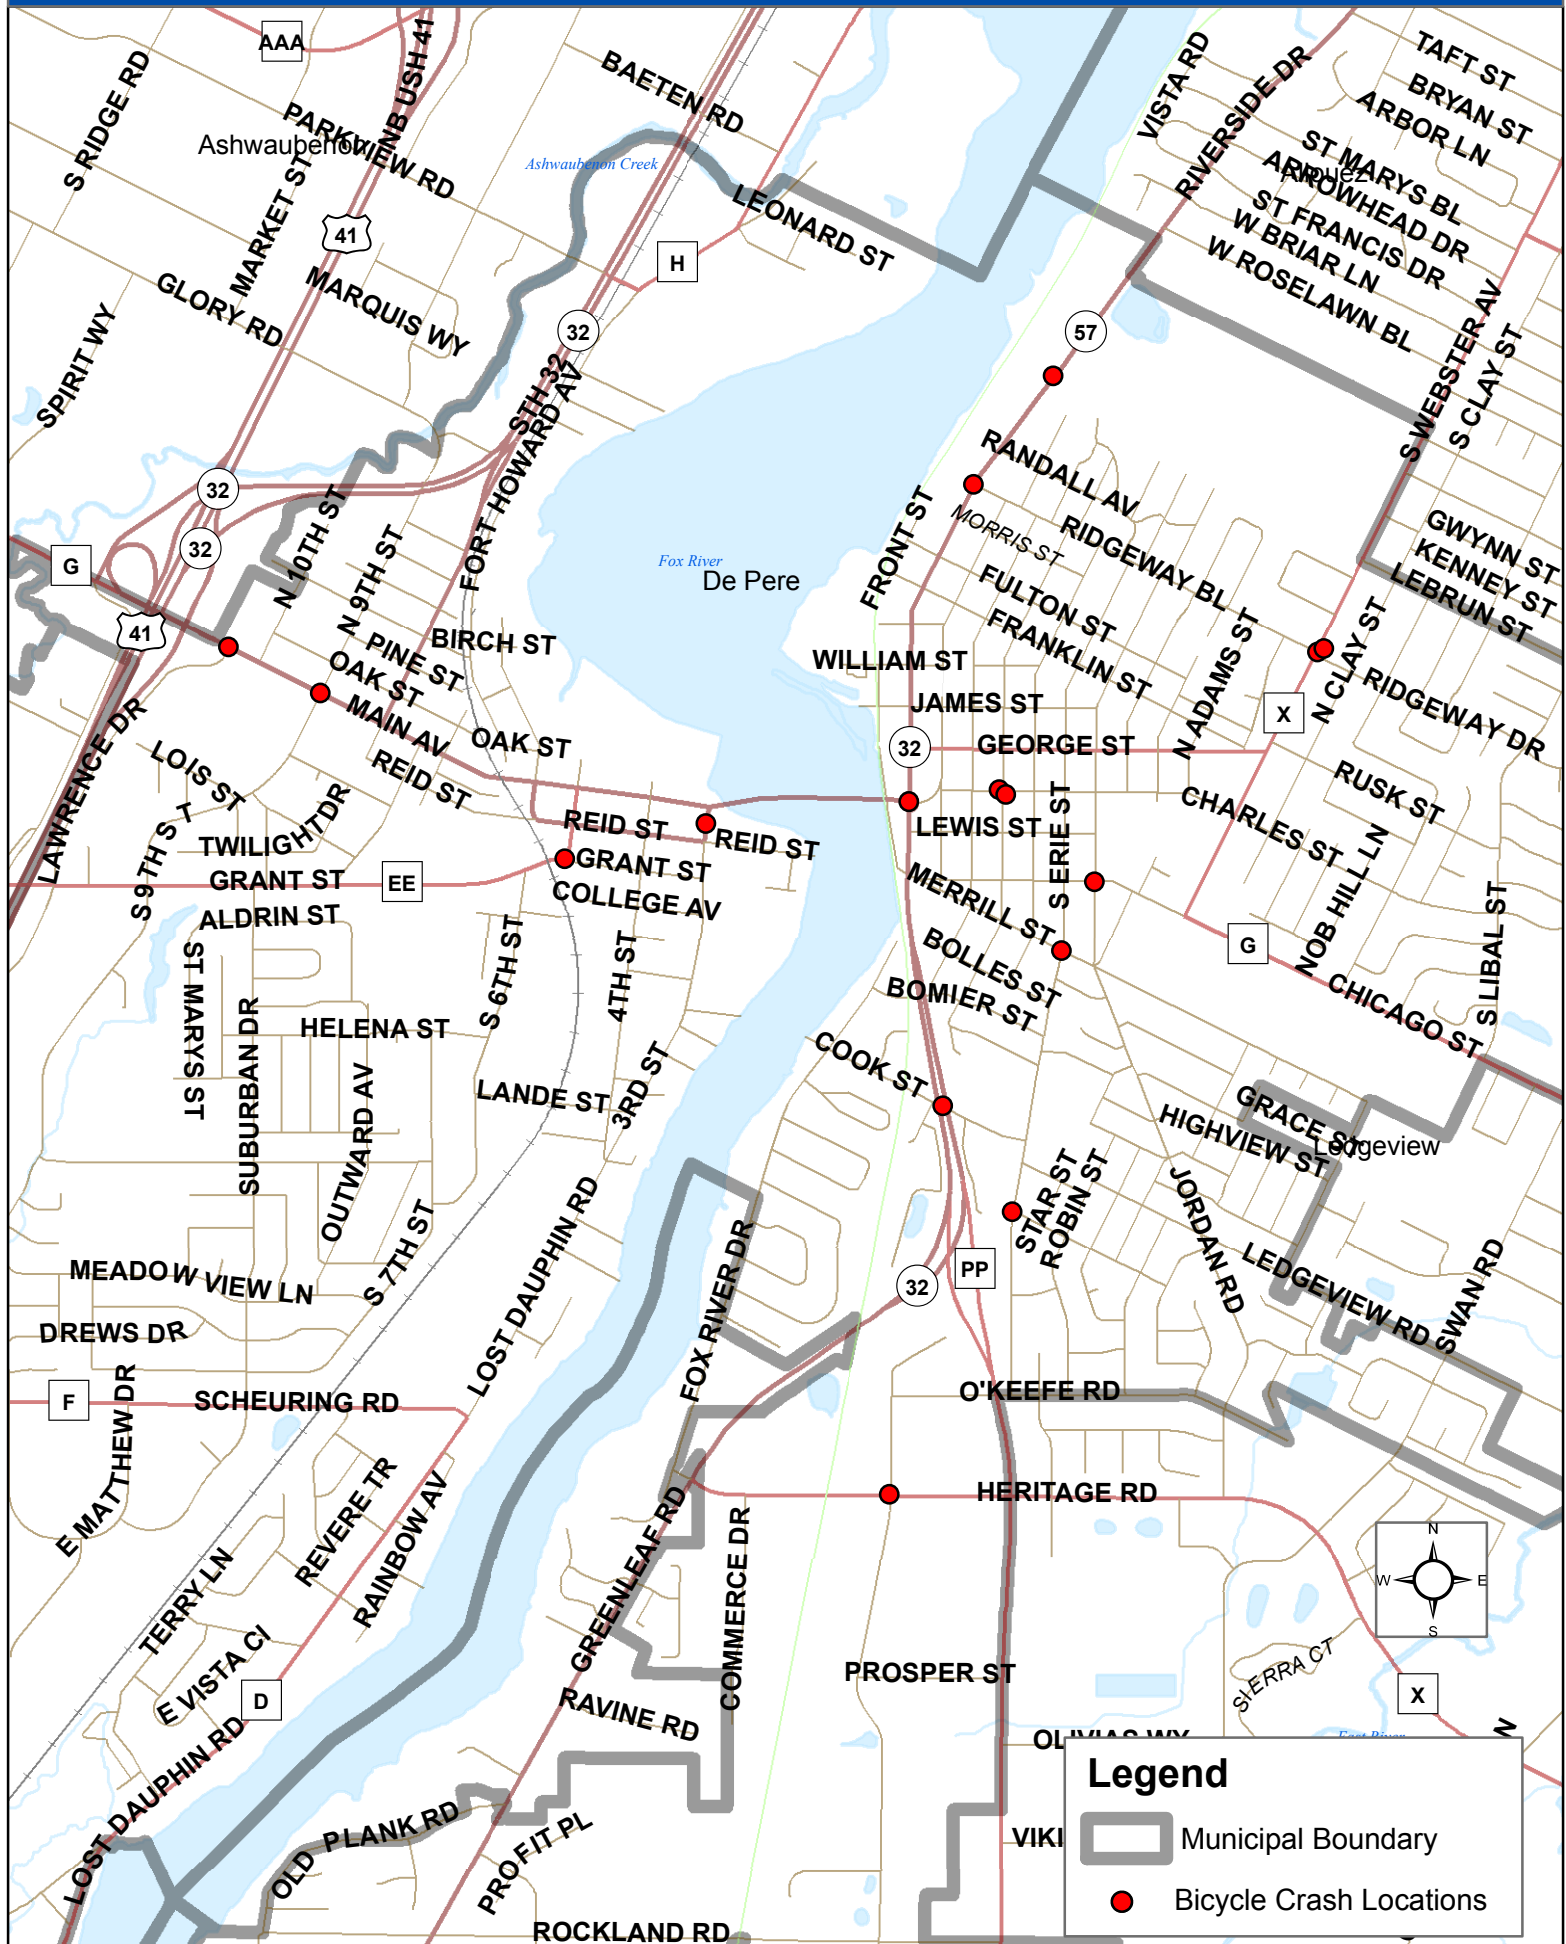 AAA
NB USH 41
S RIDGE RD
Ashwaubenon
PARKVIEW RD
BAETEN RD
Ashwaubenon Creek
VISTA RD
RIVERSIDE DR
TAFT ST
BRYAN ST
ARBOR LN
ST MARYS BL
Allouez
ARROWHEAD DR
ST FRANCIS DR
W BRIAR LN
W ROSELAWN BL
MARKET ST
41
LEONARD ST
H
GLORY RD
MARQUIS WY
SPIRIT WY
32
57
STH 32
S WEBSTER AV
S CLAY ST
FORT HOWARD AV
RANDALL AV
32
N 10TH ST
MORRIS ST
FRONT ST
RIDGEWAY BL
GWYNN ST
KENNEY ST
LEBRUN ST
32
G
N 9TH ST
Fox River
De Pere
FULTON ST
FRANKLIN ST
41
PINE ST
BIRCH ST
OAK ST
WILLIAM ST
N ADAMS ST
N CLAY ST
RIDGEWAY DR
LAWRENCE DR
MAIN AV
OAK ST
JAMES ST
X
32
GEORGE ST
LOIS ST
REID ST
RUSK ST
CHARLES ST
S 9TH ST
TWILIGHT DR
REID ST
REID ST
LEWIS ST
S ERIE ST
NOB HILL LN
GRANT ST
EE
GRANT ST
COLLEGE AV
MERRILL ST
S LIBAL ST
ALDRIN ST
S 6TH ST
4TH ST
BOLLES ST
G
ST MARYS ST
SUBURBAN DR
HELENA ST
BOMIER ST
CHICAGO ST
OUTWARD AV
LANDE ST
3RD ST
COOK ST
GRACE ST
HIGHVIEW ST
Ledgeview
S 7TH ST
LOST DAUPHIN RD
FOX RIVER DR
STAR ST
ROBIN ST
JORDAN RD
LEDGEVIEW RD
SWAN RD
MEADOW VIEW LN
PP
32
DREWS DR
F
SCHEURING RD
O'KEEFE RD
E MATTHEW DR
REVERE TR
RAINBOW AV
HERITAGE RD
GREENLEAF RD
COMMERCE DR
TERRY LN
N
W
E
S
E VISTA CI
D
PROSPER ST
SIERRA CT
X
RAVINE RD
LOST DAUPHIN RD
East River
N
Legend
OLD PLANK RD
PROFIT PL
VIKI
Municipal Boundary
Bicycle Crash Locations
ROCKLAND RD